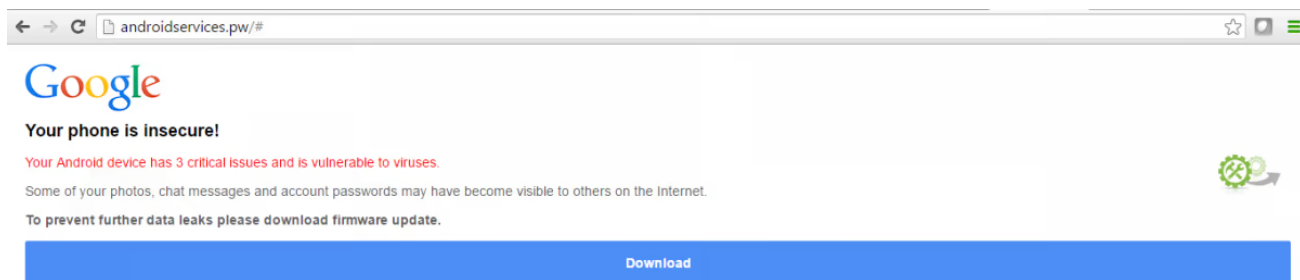 androidservices.pw/#
Google
Your phone is insecure!
Your Android device has 3 critical issues and is vulnerable to viruses.
Some of your photos, chat messages and account passwords may have become visible to others on the Internet.
To prevent further data leaks please download firmware update.
Download